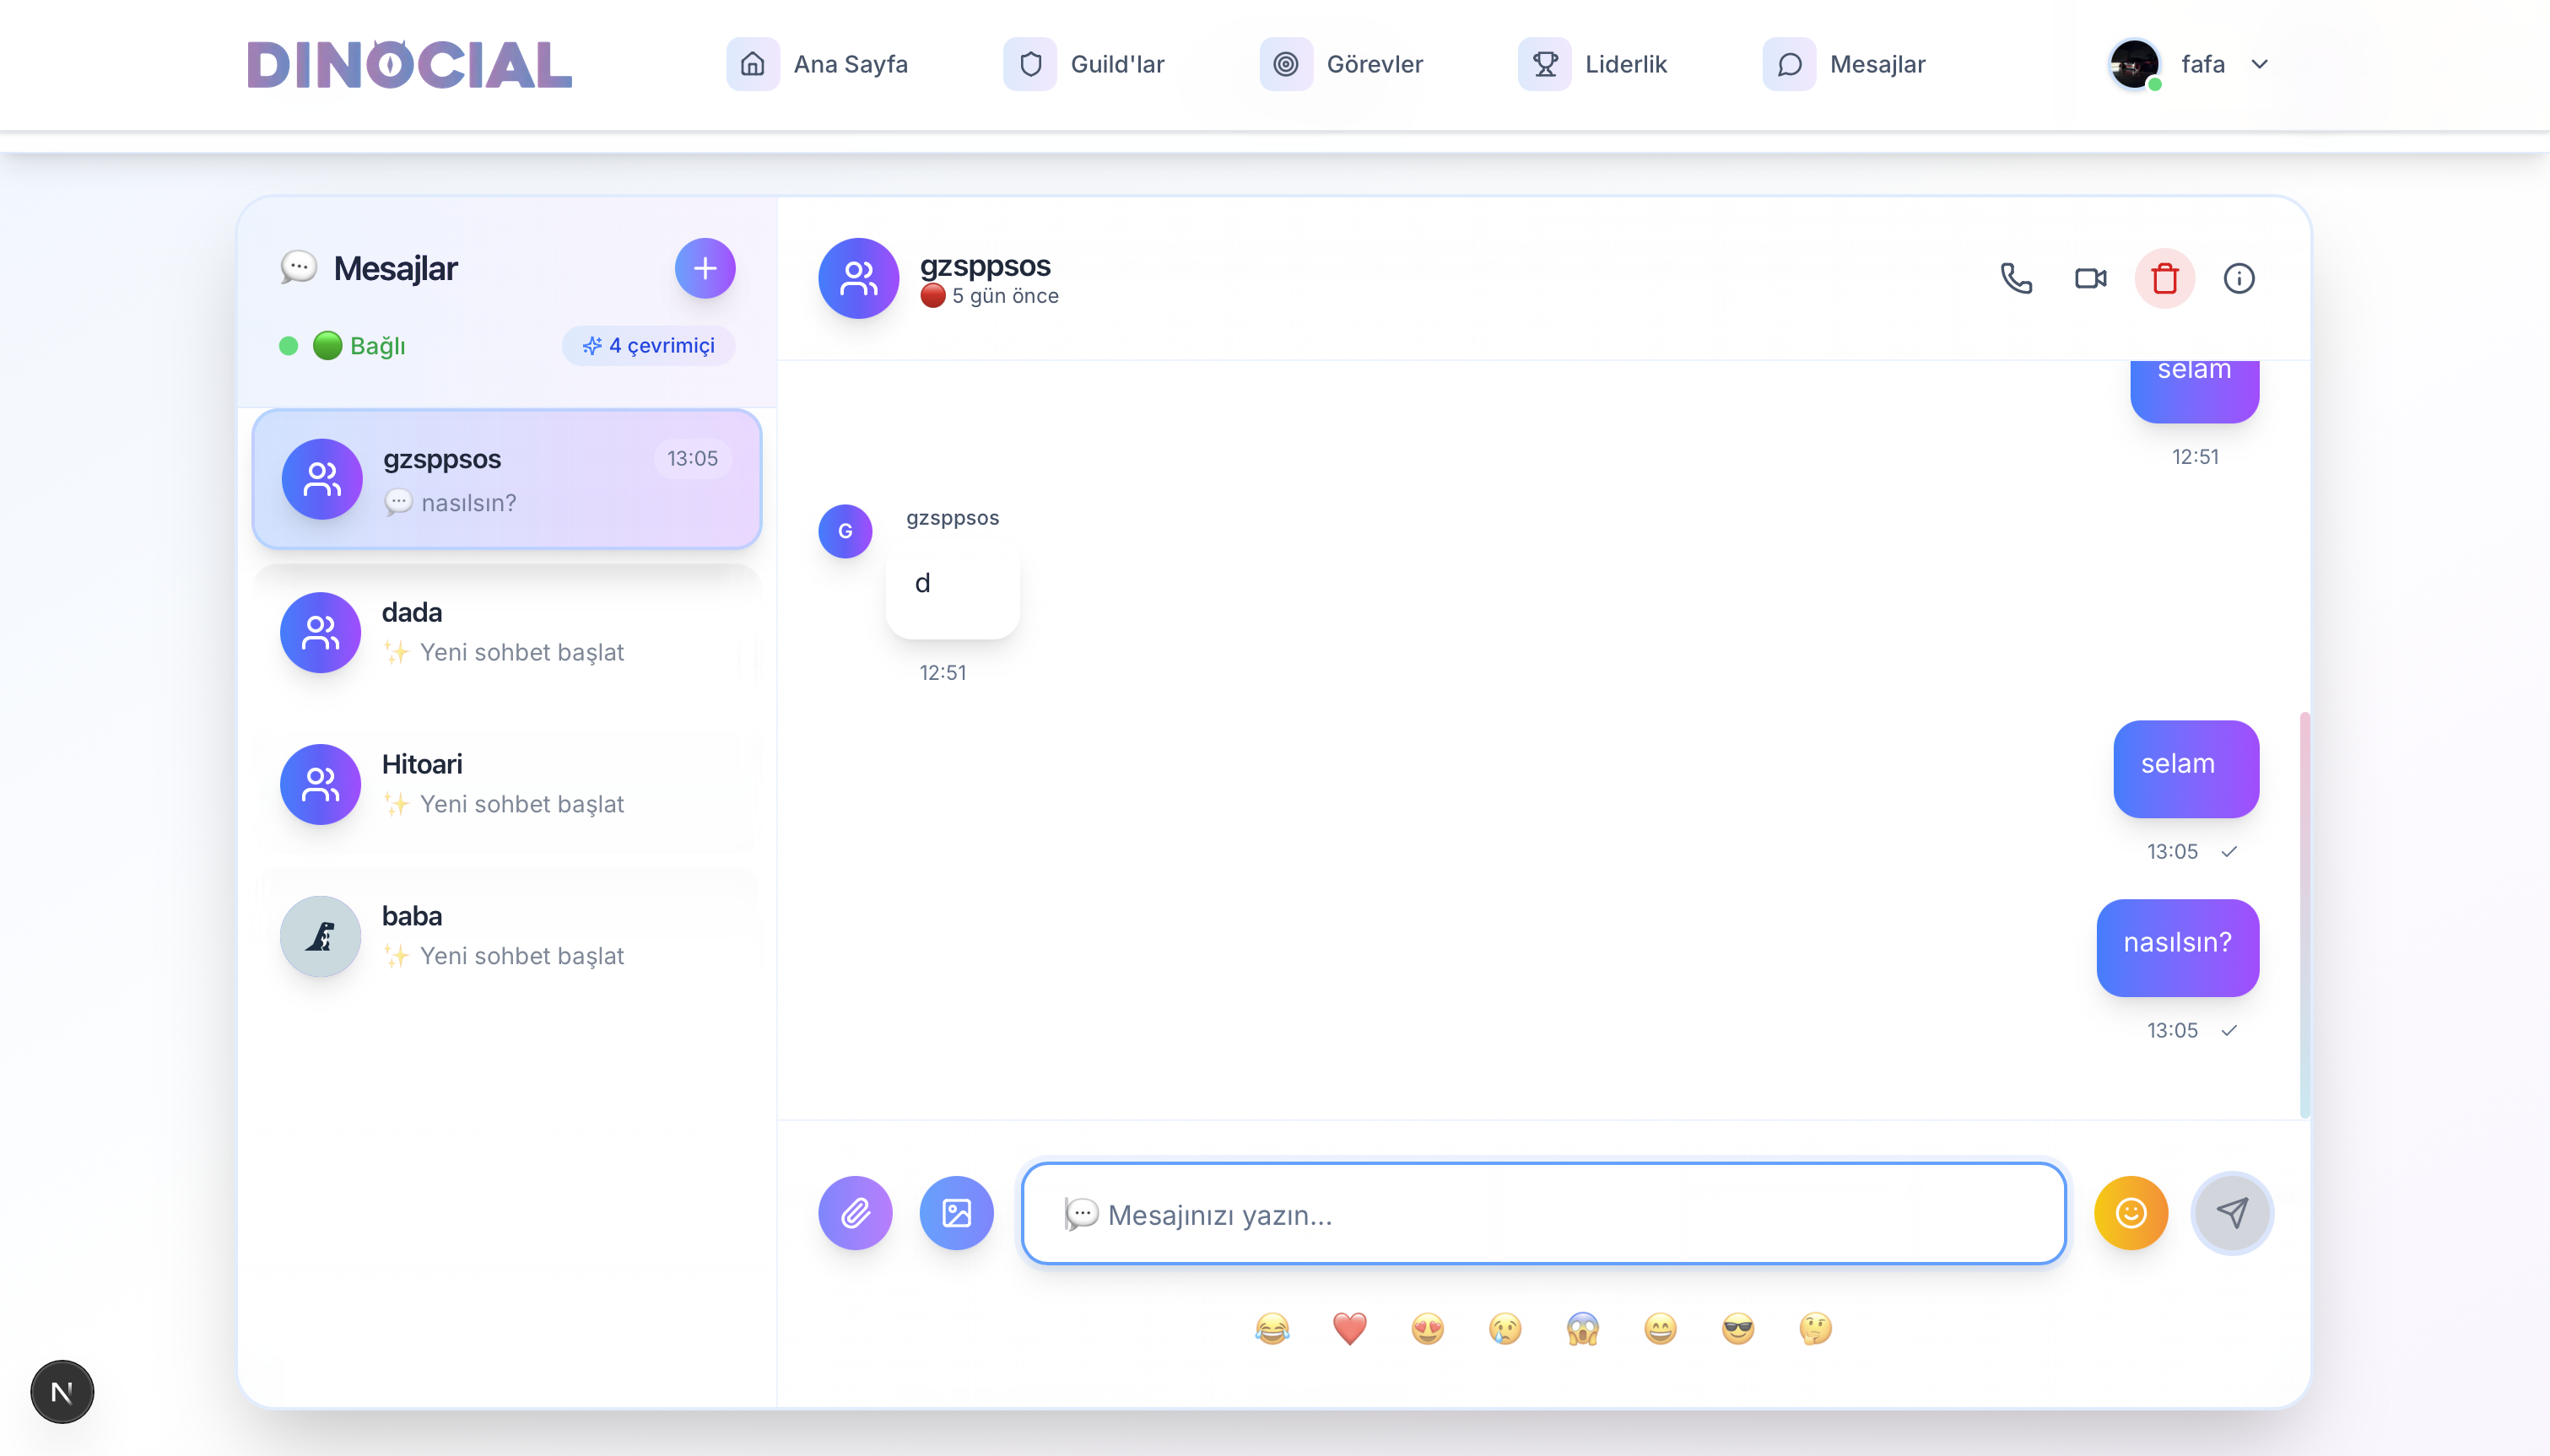 DINOCIAL
Ana Sayfa
Guild'lar
Görevler
Liderlik
Mesajlar
fafa
💬 Mesajlar
🟢 Bağlı
4 çevrimiçi
gzsppsos
13:05
💬 nasılsın?
dada
✨ Yeni sohbet başlat
Hitoari
✨ Yeni sohbet başlat
baba
✨ Yeni sohbet başlat
gzsppsos
🔴 5 gün önce
selam
12:51
G
gzsppsos
d
12:51
selam
13:05
nasılsın?
13:05
💬 Mesajınızı yazın...
😂 ❤️ 😍 😢 😱 😄 😎 🤔
N